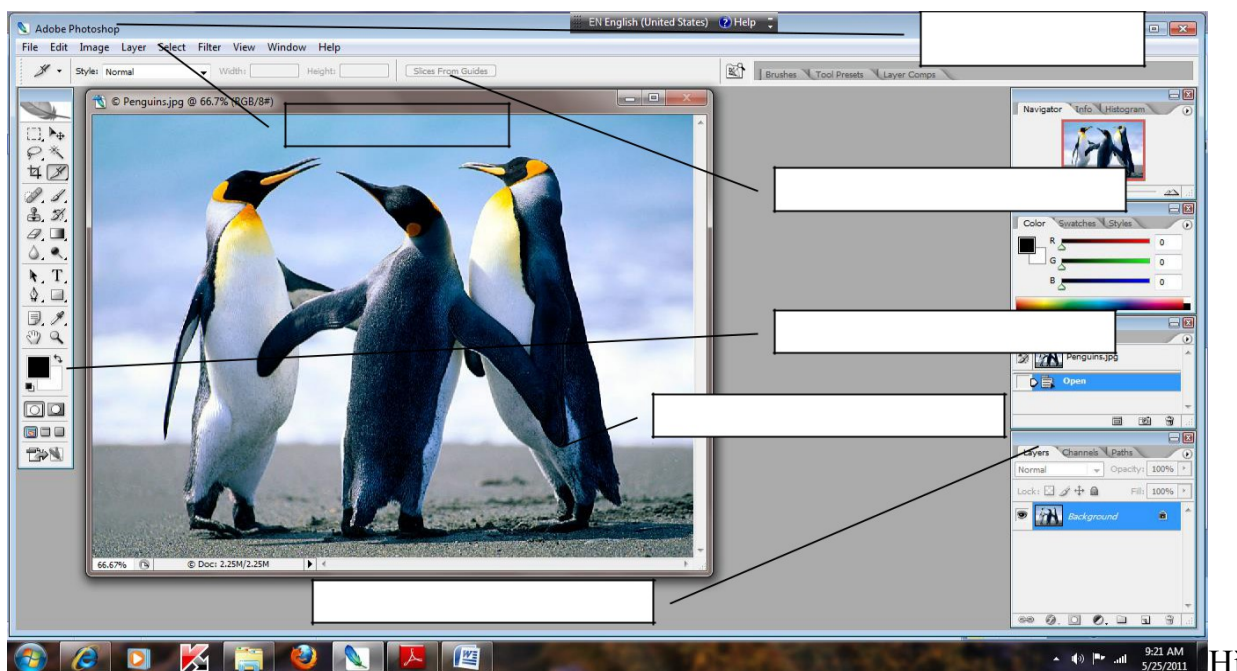 EN English (United States) Help
Adobe Photoshop
File Edit Image Layer Select Filter View Window Help
Style: Normal Width: Height: Slices From Guides
Brushes Tool Presets Layer Comps
© Penguins.jpg @ 66.7% (RGB/8#)
Navigator Info Histogram
Color Swatches Styles
R 0
G 0
B 0
Penguins.jpg
Open
Layers Channels Paths
Normal Opacity: 100%
Lock: Fill: 100%
Background
66.67% © Doc: 2.25M/2.25M
9:21 AM
5/25/2011